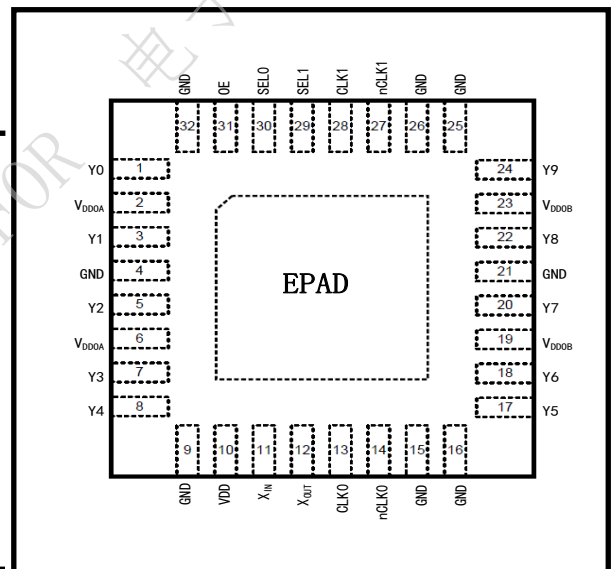 GND OE SEL0 SEL1 CLK1 nCLK1 GND GND
32 31 30 29 28 27 26 25
Y0 1 24 Y9
VDDOA 2 23 VDDOB
Y1 3 22 Y8
GND 4 21 GND
EPAD
Y2 5 20 Y7
VDDOA 6 19 VDDOB
Y3 7 18 Y6
Y4 8 17 Y5
9 10 11 12 13 14 15 16
GND VDD XIN XOUT CLK0 nCLK0 GND GND